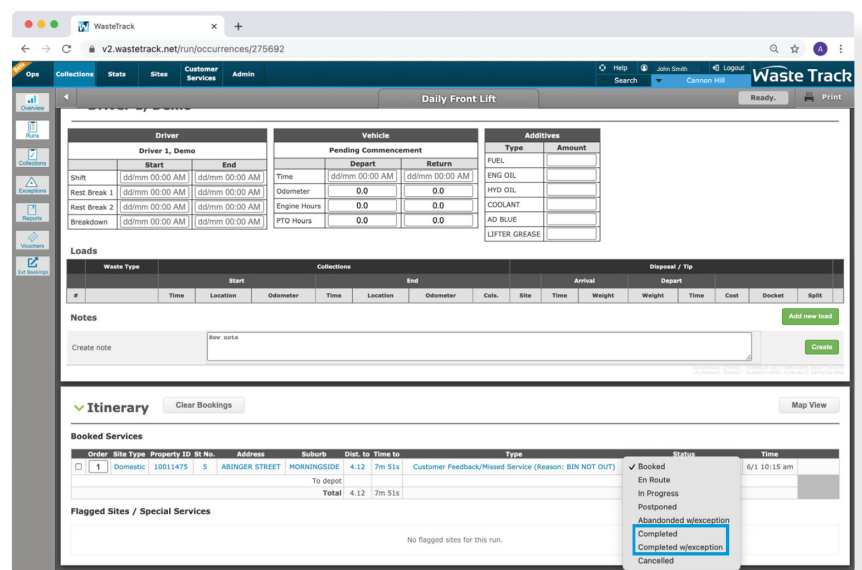 WasteTrack
v2.wastetrack.net/run/occurrences/275692
A
Ops Collections Stats Sites Customer Services Admin
Help John Smith Logout
Search Cannon Hill
Waste Track
Daily Front Lift
Ready. Print
Overview
Runs
Collections
Exceptions
Reports
Vouchers
Ext Bookings
Driver 1, Demo
Driver
Driver 1, Demo
Start End
Shift dd/mm 00:00 AM dd/mm 00:00 AM
Rest Break 1 dd/mm 00:00 AM dd/mm 00:00 AM
Rest Break 2 dd/mm 00:00 AM dd/mm 00:00 AM
Breakdown dd/mm 00:00 AM dd/mm 00:00 AM
Vehicle
Pending Commencement
Depart Return
Time dd/mm 00:00 AM dd/mm 00:00 AM
Odometer 0.0 0.0
Engine Hours 0.0 0.0
PTO Hours 0.0 0.0
Additives
Type Amount
FUEL
ENG OIL
HYD OIL
COOLANT
AD BLUE
LIFTER GREASE
Loads
Waste Type Collections Disposal / Tip
Start End Arrival Depart
# Time Location Odometer Time Location Odometer Cols. Site Time Weight Weight Time Cost Docket Split
Notes
Add new load
Create note
New note
Create
Itinerary Clear Bookings Map View
Booked Services
Order Site Type Property ID St No. Address Suburb Dist. to Time to Type Status Time
1 Domestic 10011475 5 ABINGER STREET MORNINGSIDE 4.12 7m 51s Customer Feedback/Missed Service (Reason: BIN NOT OUT) ✓ Booked 6/1 10:15 am
To depot
Total 4.12 7m 51s
En Route
In Progress
Postponed
Abandonded w/exception
Completed
Completed w/exception
Cancelled
Flagged Sites / Special Services
No flagged sites for this run.